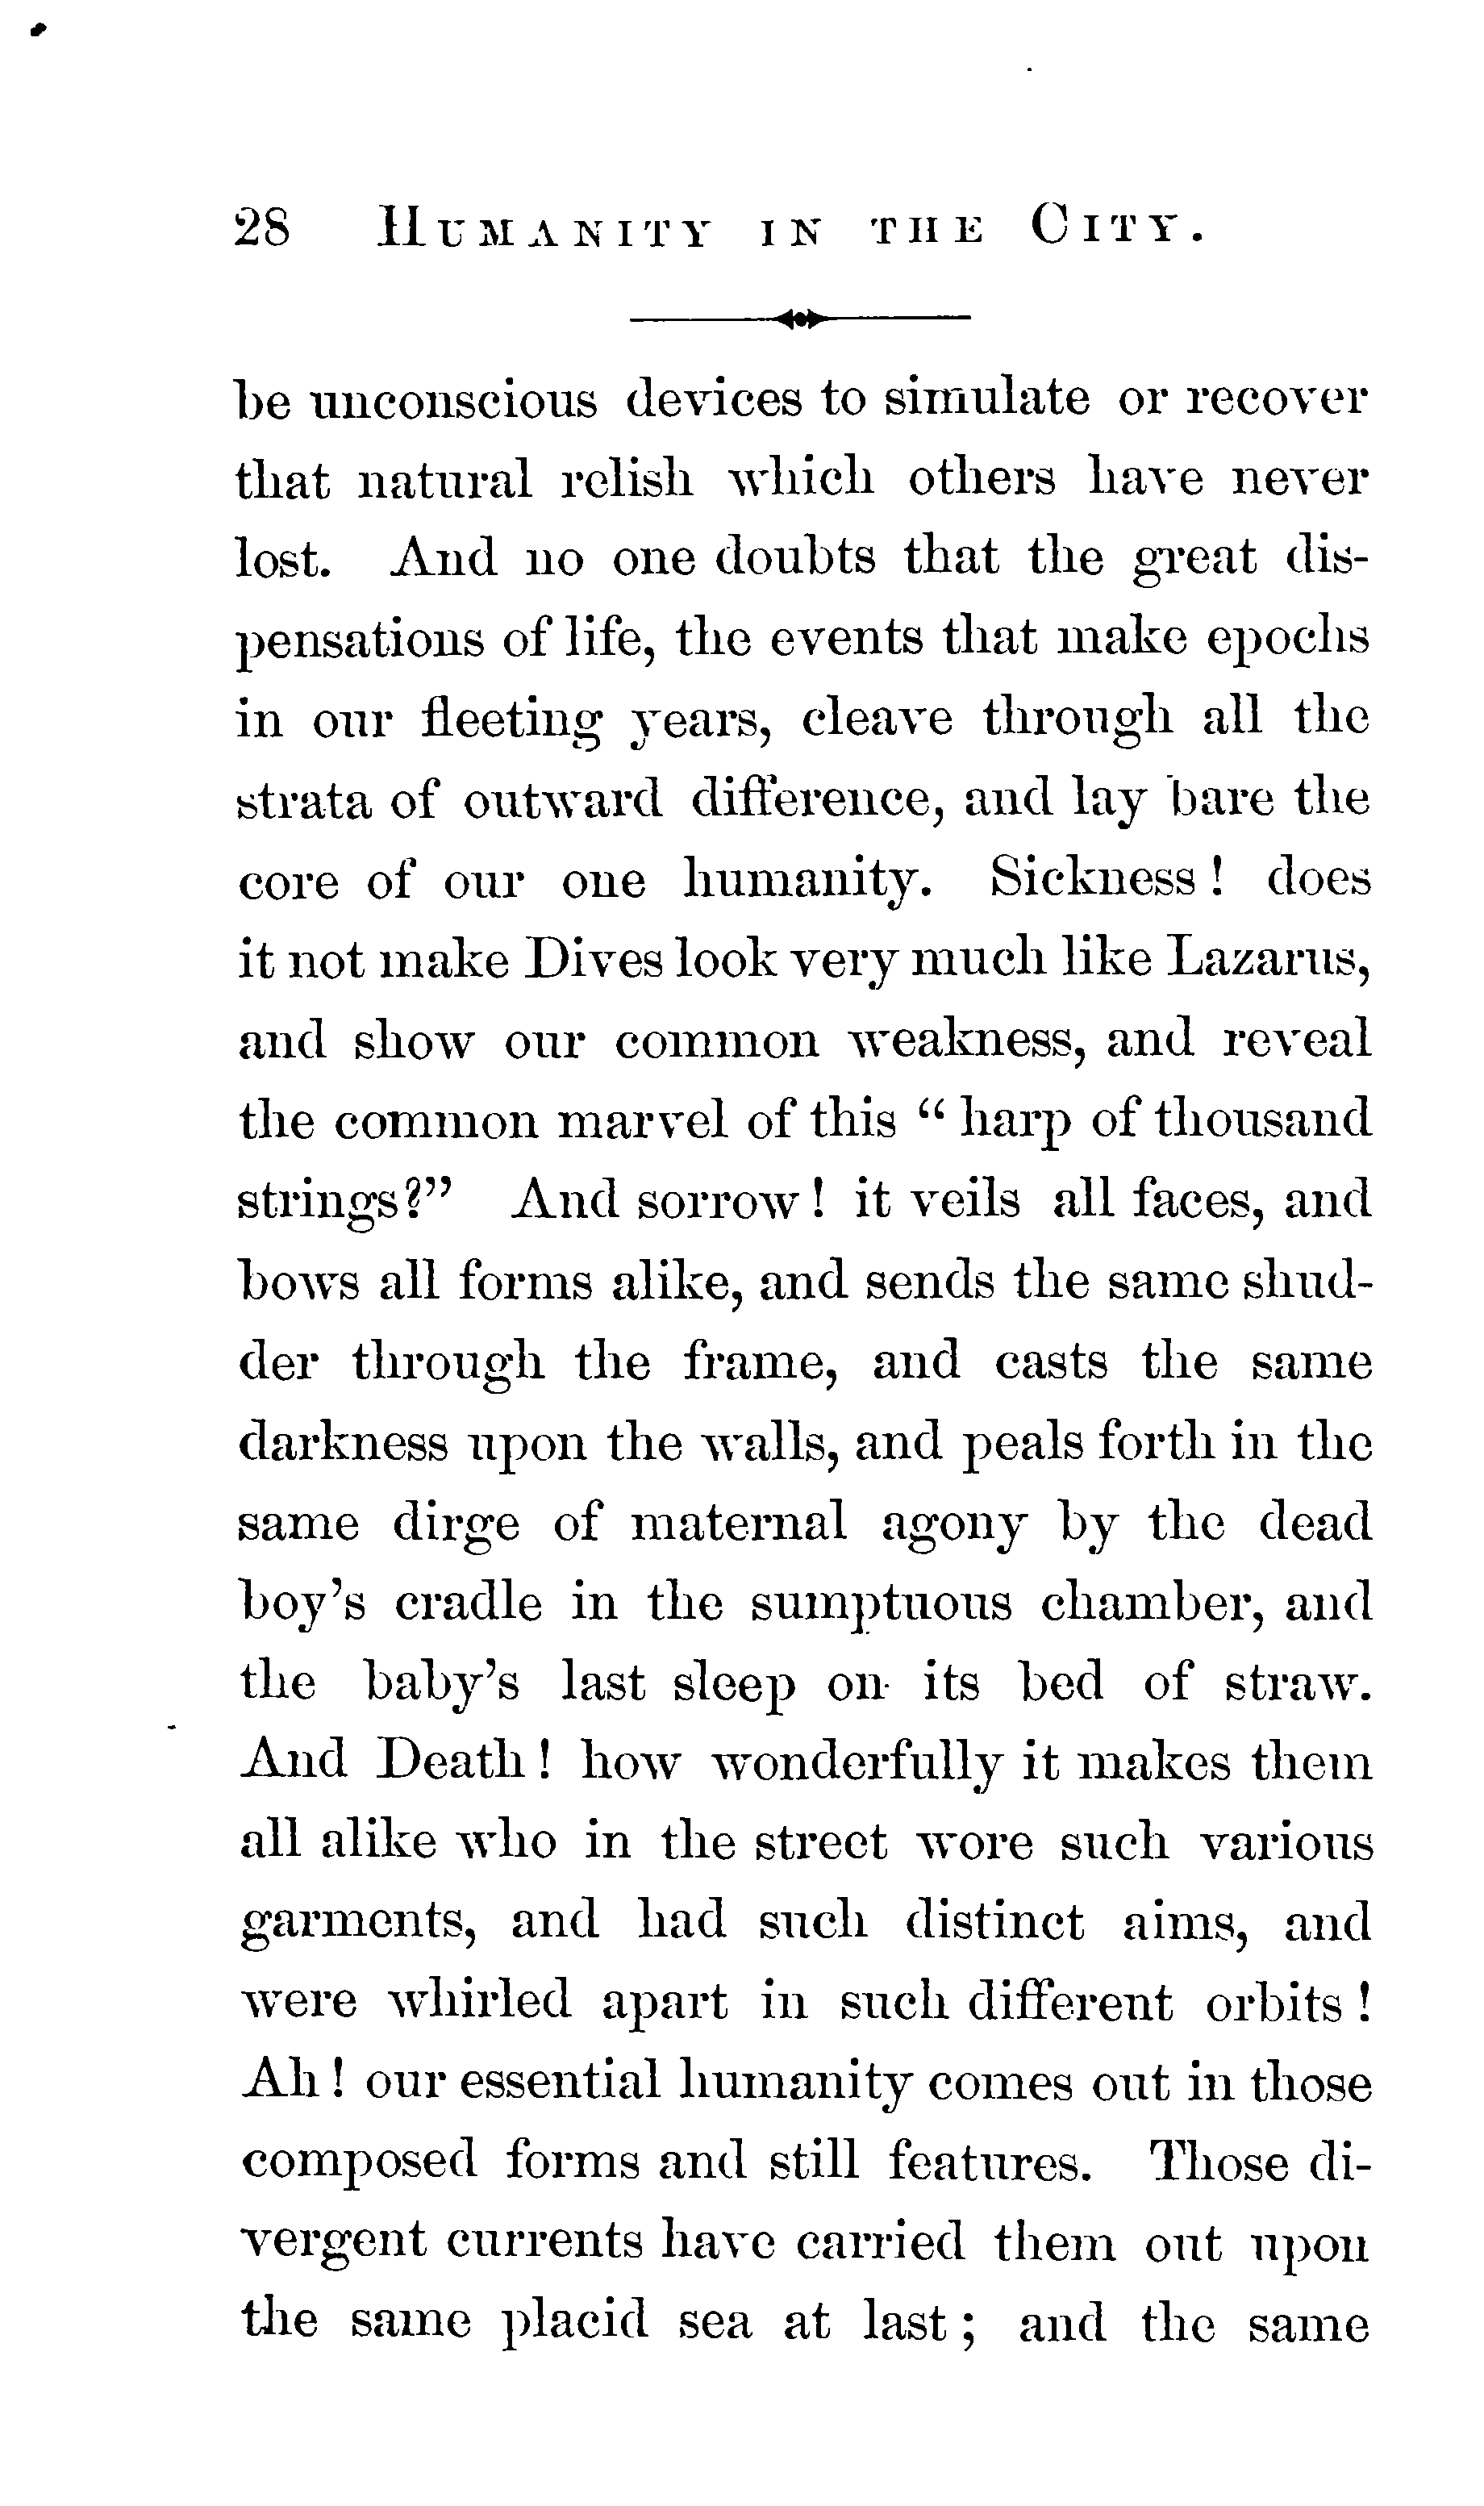 28 HUMANITY IN THE CITY.
be unconscious devices to simulate or recover
that natural relish which others have never
lost. And no one doubts that the great dis-
pensations of life, the events that make epochs
in our fleeting years, cleave through all the
strata of outward difference, and lay bare the
core of our one humanity. Sickness! does
it not make Dives look very much like Lazarus,
and show our common weakness, and reveal
the common marvel of this “ harp of thousand
strings?” And sorrow! it veils all faces, and
bows all forms alike, and sends the same shud-
der through the frame, and casts the same
darkness upon the walls, and peals forth in the
same dirge of maternal agony by the dead
boy's cradle in the sumptuous chamber, and
the baby's last sleep on its bed of straw.
And Death! how wonderfully it makes them
all alike who in the street wore such various
garments, and had such distinct aims, and
were whirled apart in such different orbits!
Ah! our essential humanity comes out in those
composed forms and still features. Those di-
vergent currents have carried them out upon
the same placid sea at last; and the same